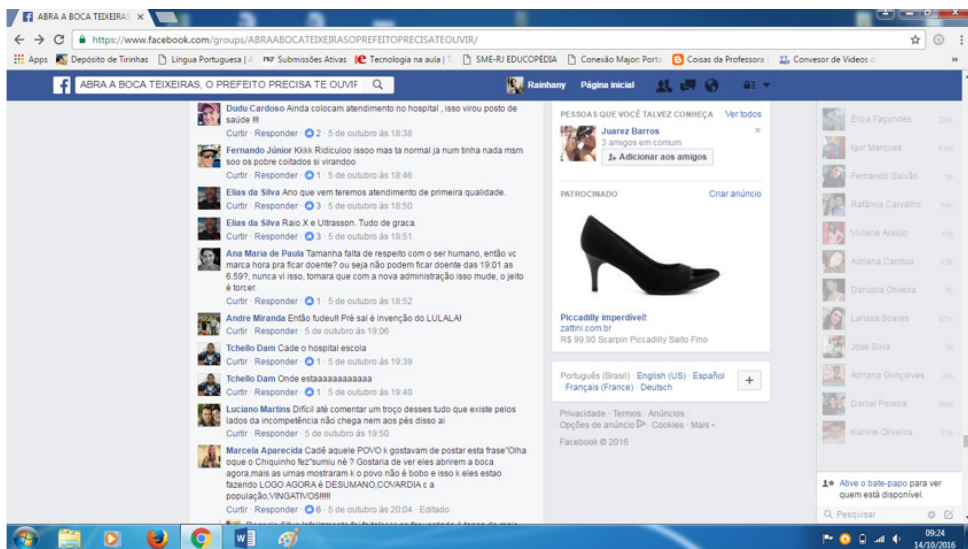 ABRA A BOCA TEIXEIRAS
https://www.facebook.com/groups/ABRAABOCATEIXEIRASOPREFEITOPRECISATEOUVIR/
Apps Depósito de Tirinhas Língua Portuguesa | Submissões Ativas Tecnologia na aula | SME-RJ EDUCOPÉDIA Conexão Major: Porta Coisas da Professora Convesor de Videos
ABRA A BOCA TEIXEIRAS, O PREFEITO PRECISA TE OUVIR
Rainhany Página inicial
Dudu Cardoso Ainda colocam atendimento no hospital , isso virou posto de
saúde !!!!
Curtir · Responder · 2 · 5 de outubro às 18:38
Fernando Júnior Kkkk Ridiculoo issoo mas ta normal ja num tinha nada msm
soo os pobre coitados si virandoo
Curtir · Responder · 1 · 5 de outubro às 18:46
Elias da Silva Ano que vem teremos atendimento de primeira qualidade.
Curtir · Responder · 3 · 5 de outubro às 18:50
Elias da Silva Raio X e Ultrasson. Tudo de graca.
Curtir · Responder · 3 · 5 de outubro às 18:51
Ana Maria de Paula Tamanha falta de respeito com o ser humano, então vc
marca hora pra ficar doente? ou seja não podem ficar doente das 19:01 as
6.59?, nunca vi isso, tomara que com a nova administração isso mude, o jeito
é torcer.
Curtir · Responder · 1 · 5 de outubro às 18:52
Andre Miranda Então fudeu!! Pré sal é invenção do LULALA!
Curtir · Responder · 5 de outubro às 19:06
Tchello Dam Cade o hospital escola
Curtir · Responder · 1 · 5 de outubro às 19:39
Tchello Dam Onde estaaaaaaaaaaaa
Curtir · Responder · 1 · 5 de outubro às 19:40
Luciano Martins Difícil até comentar um troço desses tudo que existe pelos
lados da incompetência não chega nem aos pés disso ai
Curtir · Responder · 5 de outubro às 19:50
Marcela Aparecida Cadê aquele POVO k gostavam de postar esta frase"Olha
oque o Chiquinho fez"sumiu né ? Gostaria de ver eles abrirem a boca
agora,mais as urnas mostraram k o povo não é bobo e isso k eles estao
fazendo LOGO AGORA é DESUMANO,COVARDIA c a
população,VINGATIVOS!!!!!
Curtir · Responder · 6 · 5 de outubro às 20:04 · Editado
PESSOAS QUE VOCÊ TALVEZ CONHEÇA Ver todos
Juarez Barros
3 amigos em comum
Adicionar aos amigos
PATROCINADO Criar anúncio
Piccadilly imperdível!
zattini.com.br
R$ 99,90 Scarpin Piccadilly Salto Fino
Português (Brasil) · English (US) · Español
· Français (France) · Deutsch
Privacidade · Termos · Anúncios ·
Opções de anúncio · Cookies · Mais
Facebook © 2016
Érica Fagundes 22m
Igor Marques 43m
Fernando Galvão
Rafânya Carvalho 14h
Viviane Araújo 11h
Adriana Cambui 12h
Danúbia Oliveira 7h
Larissa Soares 37m
José Silva
Adriana Gonçalves 2m
Daniel Pereira 30m
Karline Oliveira 11h
Ative o bate-papo para ver
quem está disponível.
Pesquisar
09:24
14/10/2016